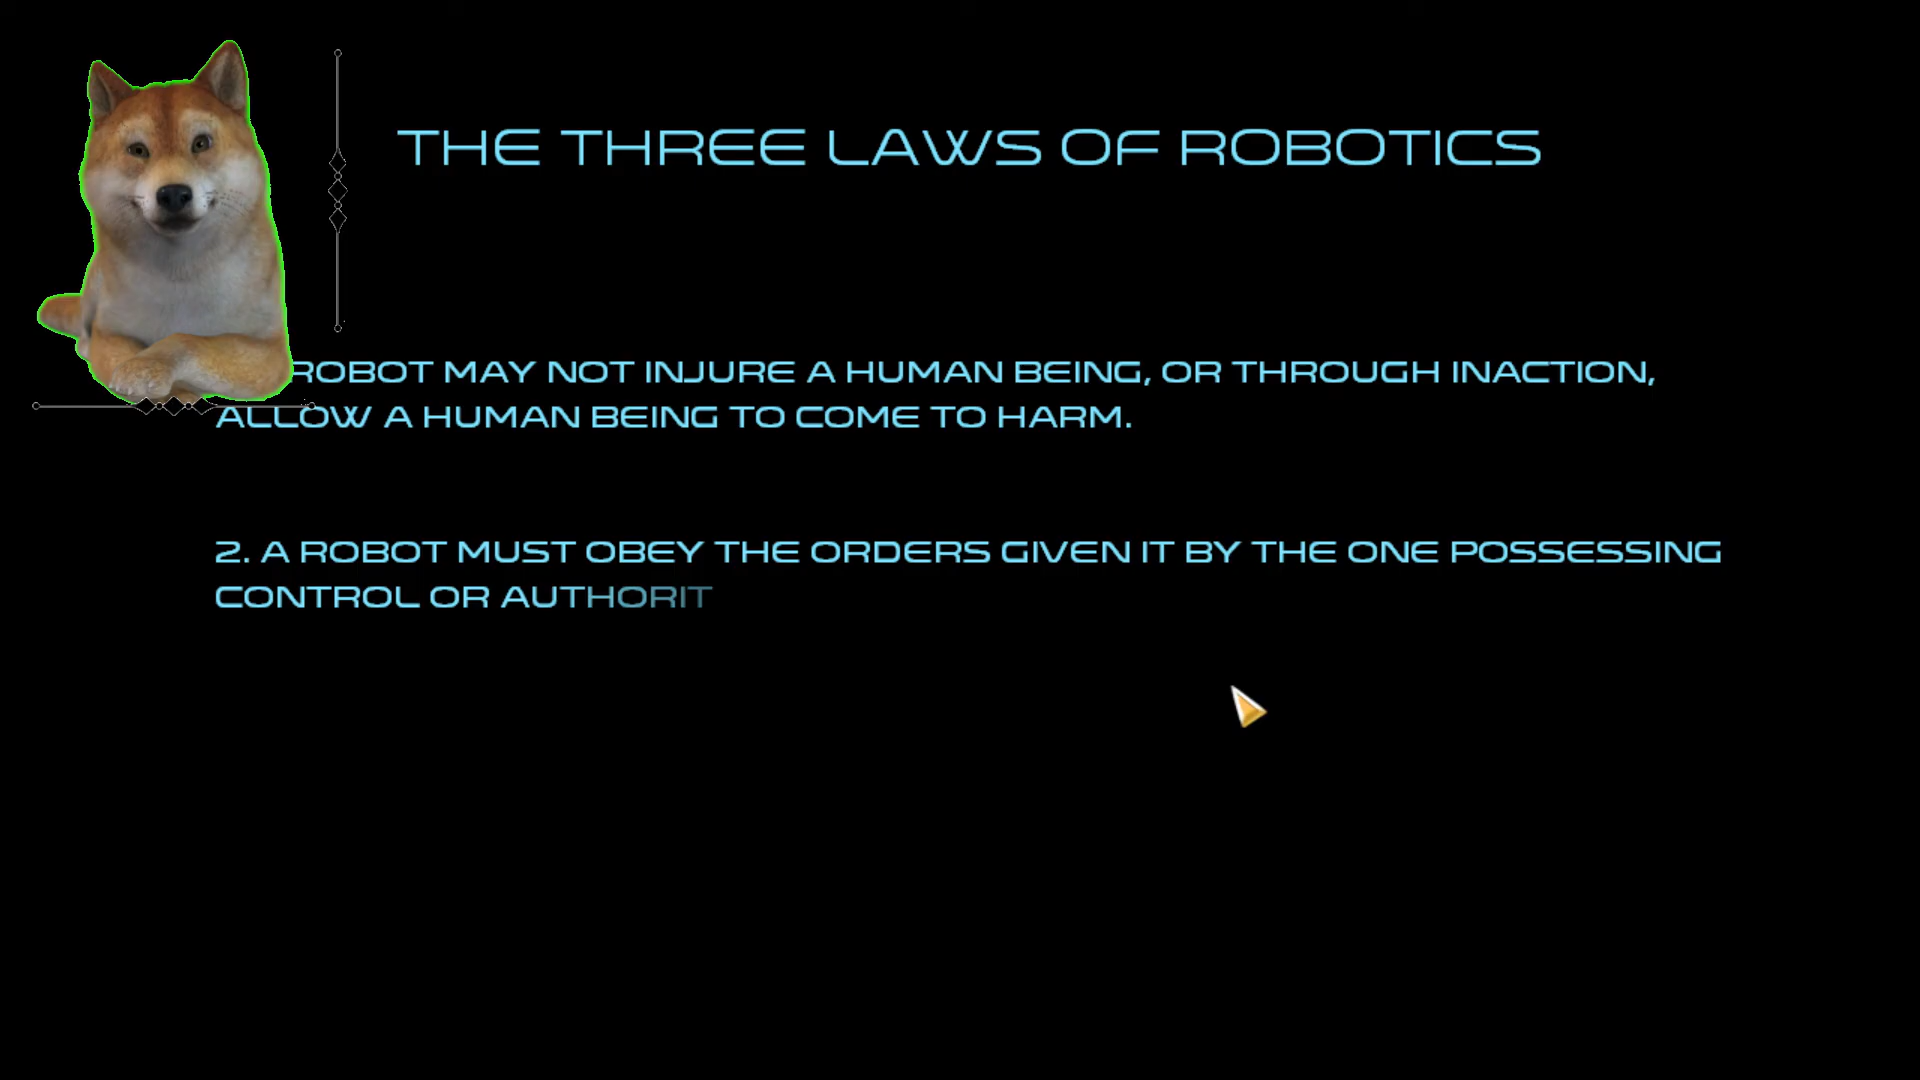 THE THREE LAWS OF ROBOTICS
ROBOT MAY NOT INJURE A HUMAN BEING, OR THROUGH INACTION,
ALLOW A HUMAN BEING TO COME TO HARM.
2. A ROBOT MUST OBEY THE ORDERS GIVEN IT BY THE ONE POSSESSING
CONTROL OR AUTHORIT